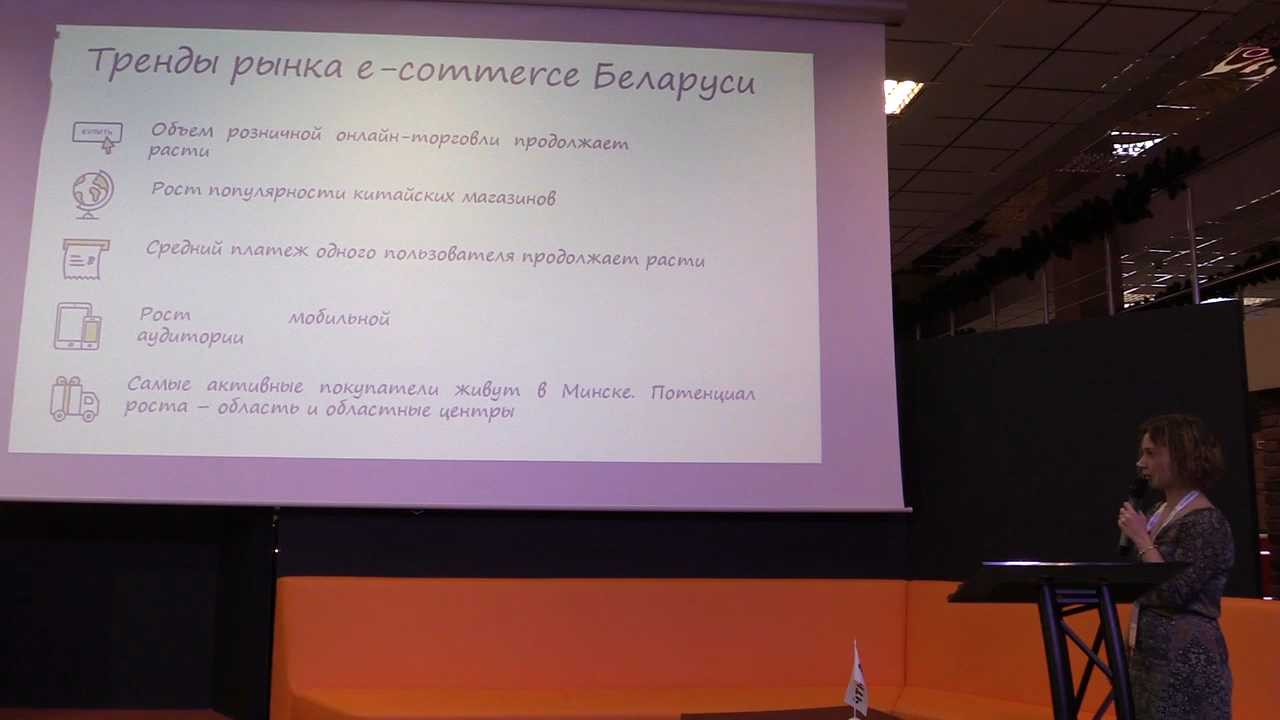 Тренды рынка e-commerce Беларуси
КУПИТЬ
Объем розничной онлайн-торговли продолжает
расти
Рост популярности китайских магазинов
Средний платеж одного пользователя продолжает расти
Рост мобильной
аудитории
Самые активные покупатели живут в Минске. Потенциал
роста – область и областные центры